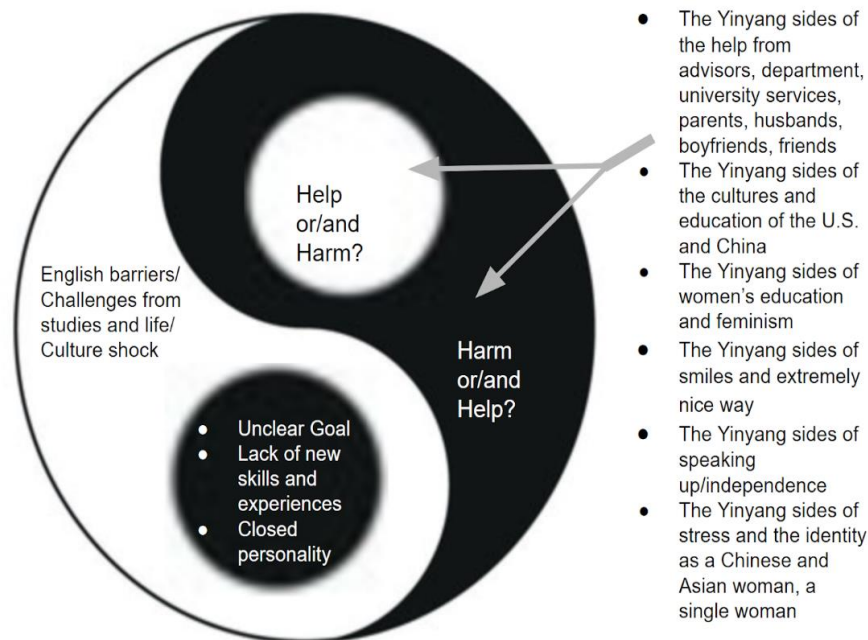 English barriers/
Challenges from
studies and life/
Culture shock
Help
or/and
Harm?
Harm
or/and
Help?
● Unclear Goal
● Lack of new
skills and
experiences
● Closed
personality
● The Yinyang sides of
the help from
advisors, department,
university services,
parents, husbands,
boyfriends, friends
● The Yinyang sides of
the cultures and
education of the U.S.
and China
● The Yinyang sides of
women's education
and feminism
● The Yinyang sides of
smiles and extremely
nice way
● The Yinyang sides of
speaking
up/independence
● The Yinyang sides of
stress and the identity
as a Chinese and
Asian woman, a
single woman